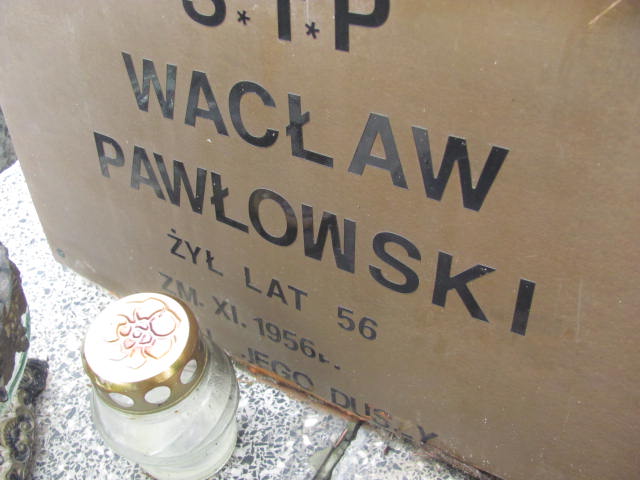 Ś.*I.*P
WACŁAW
PAWŁOWSKI
ŻYŁ LAT 56
ZM. XI. 1956r.
JEGO DUSZY